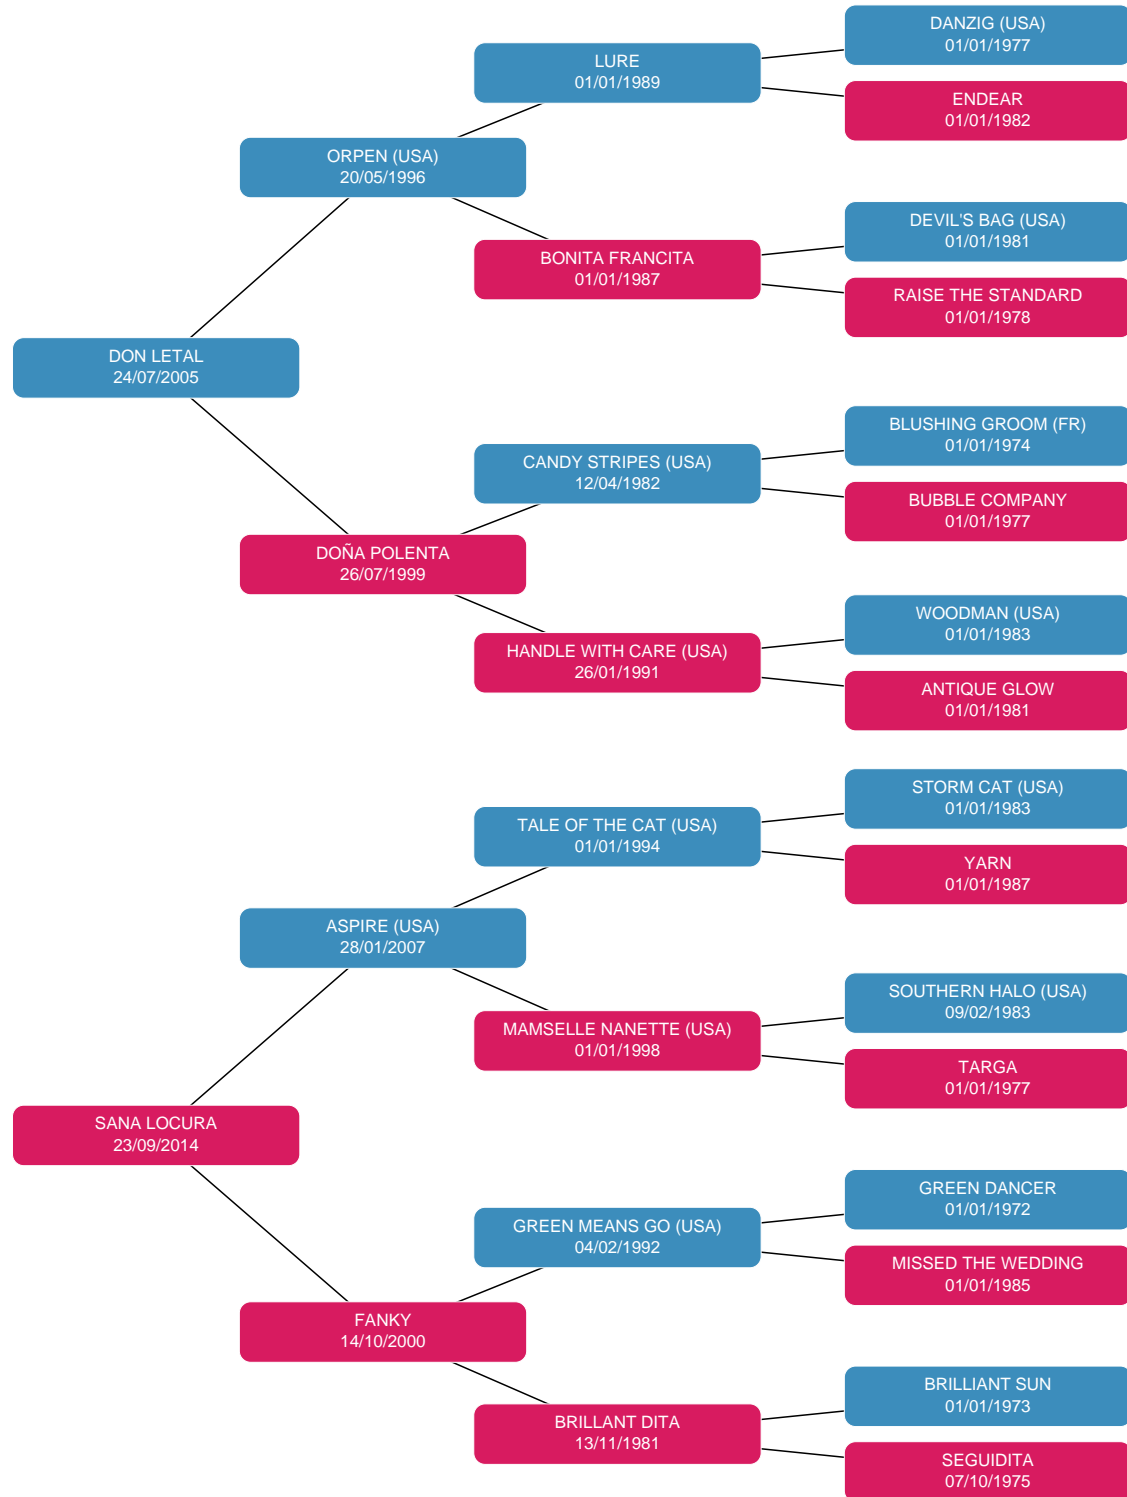 DANZIG (USA)
01/01/1977
LURE
01/01/1989
ENDEAR
01/01/1982
ORPEN (USA)
20/05/1996
DEVIL'S BAG (USA)
01/01/1981
BONITA FRANCITA
01/01/1987
RAISE THE STANDARD
01/01/1978
DON LETAL
24/07/2005
BLUSHING GROOM (FR)
01/01/1974
CANDY STRIPES (USA)
12/04/1982
BUBBLE COMPANY
01/01/1977
DOÑA POLENTA
26/07/1999
WOODMAN (USA)
01/01/1983
HANDLE WITH CARE (USA)
26/01/1991
ANTIQUE GLOW
01/01/1981
STORM CAT (USA)
01/01/1983
TALE OF THE CAT (USA)
01/01/1994
YARN
01/01/1987
ASPIRE (USA)
28/01/2007
SOUTHERN HALO (USA)
09/02/1983
MAMSELLE NANETTE (USA)
01/01/1998
TARGA
01/01/1977
SANA LOCURA
23/09/2014
GREEN DANCER
01/01/1972
GREEN MEANS GO (USA)
04/02/1992
MISSED THE WEDDING
01/01/1985
FANKY
14/10/2000
BRILLIANT SUN
01/01/1973
BRILLANT DITA
13/11/1981
SEGUIDITA
07/10/1975